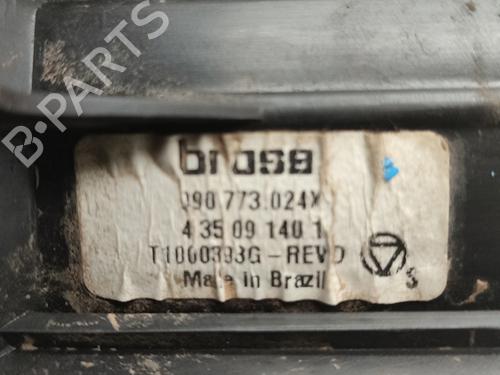 brose
990 773.024X
4 35 09 140 1
T1000393G-REVD
Made in Brazil
S
B-PARTS